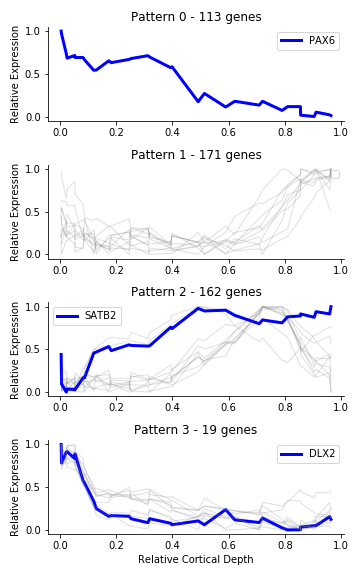 Pattern 0 - 113 genes
Relative Expression
1.0
0.5
0.0
PAX6
0.0 0.2 0.4 0.6 0.8 1.0
Pattern 1 - 171 genes
Relative Expression
1.0
0.5
0.0
0.0 0.2 0.4 0.6 0.8 1.0
Pattern 2 - 162 genes
Relative Expression
1.0
0.5
0.0
SATB2
0.0 0.2 0.4 0.6 0.8 1.0
Pattern 3 - 19 genes
Relative Expression
1.0
0.5
0.0
DLX2
0.0 0.2 0.4 0.6 0.8 1.0
Relative Cortical Depth